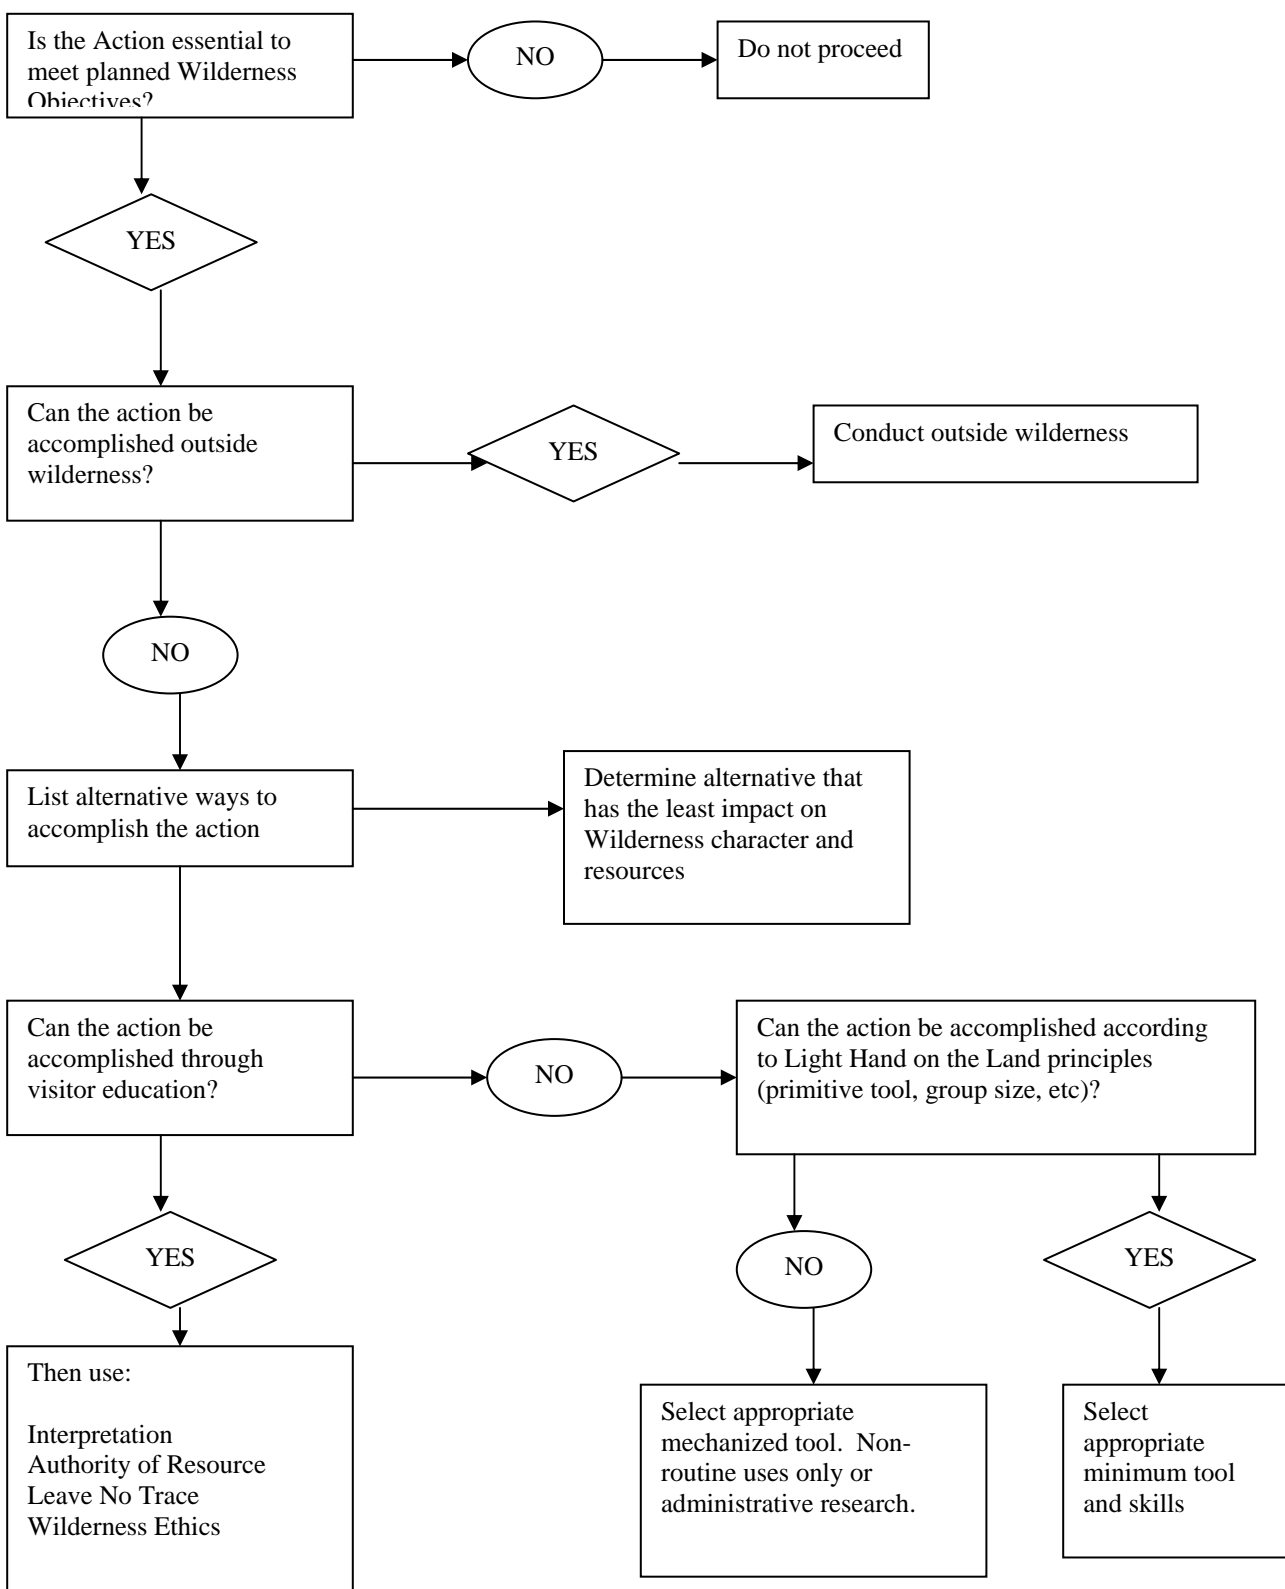 Is the Action essential to
meet planned Wilderness
Objectives?
NO
Do not proceed
YES
Can the action be
accomplished outside
wilderness?
YES
Conduct outside wilderness
NO
List alternative ways to
accomplish the action
Determine alternative that
has the least impact on
Wilderness character and
resources
Can the action be
accomplished through
visitor education?
NO
Can the action be accomplished according
to Light Hand on the Land principles
(primitive tool, group size, etc)?
YES
NO
YES
Then use:
Interpretation
Authority of Resource
Leave No Trace
Wilderness Ethics
Select appropriate
mechanized tool.  Non-
routine uses only or
administrative research.
Select
appropriate
minimum tool
and skills